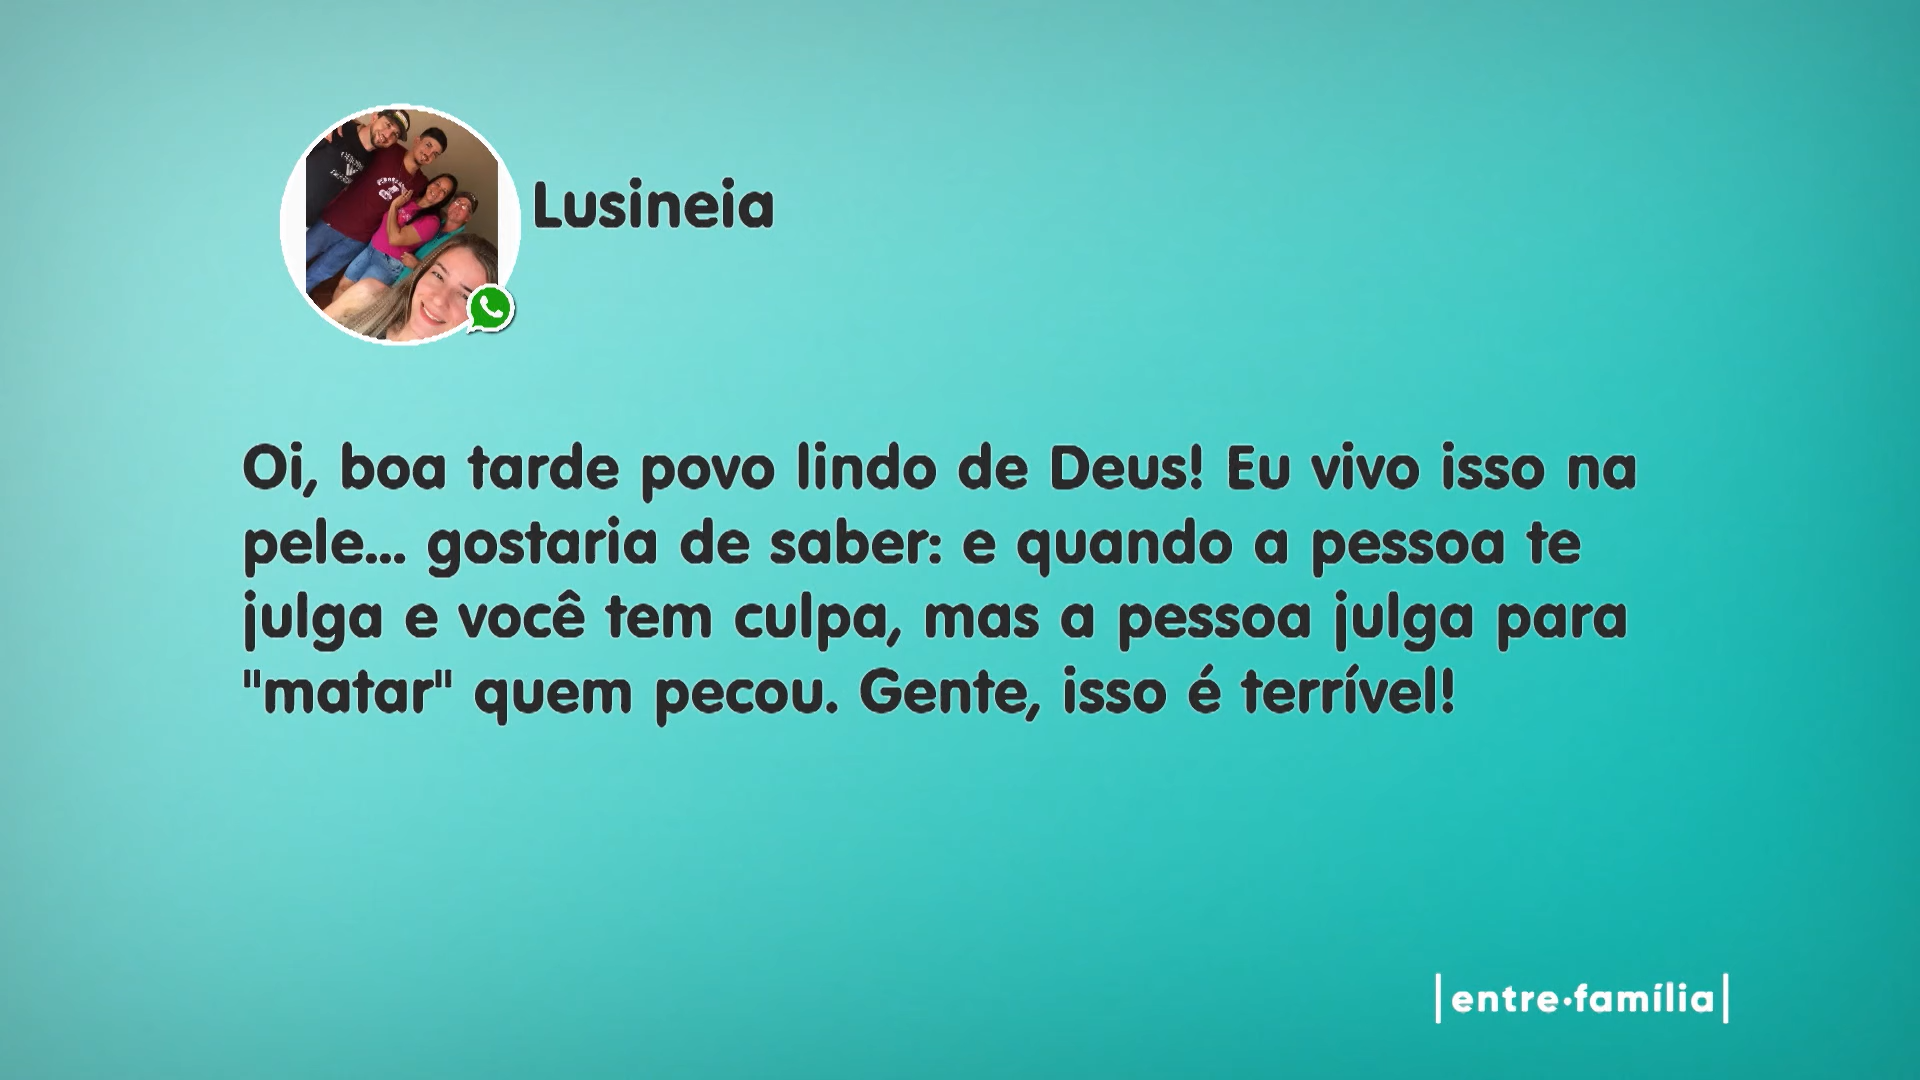 Lusineia
Oi, boa tarde povo lindo de Deus! Eu vivo isso na
pele... gostaria de saber: e quando a pessoa te
julga e você tem culpa, mas a pessoa julga para
"matar" quem pecou. Gente, isso é terrível!
|entre•família|